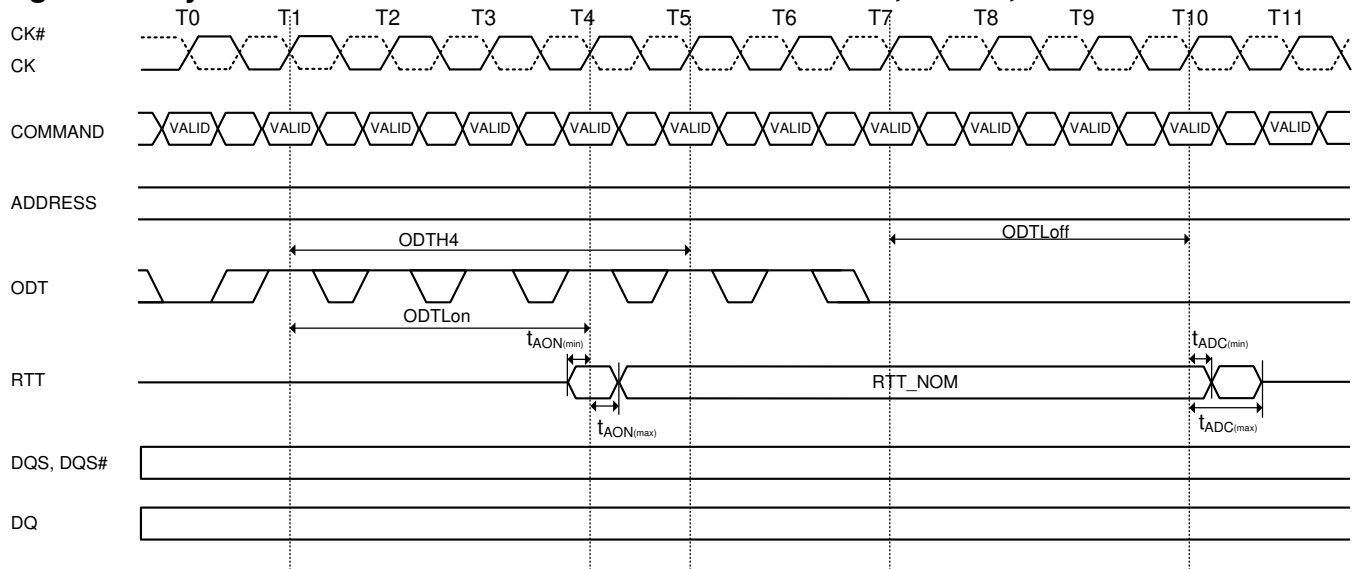 T0 T1 T2 T3 T4 T5 T6 T7 T8 T9 T10 T11
CK#
CK
COMMAND VALID VALID VALID VALID VALID VALID VALID VALID VALID VALID VALID VALID
ADDRESS
ODTH4 ODTLoff
ODT
ODTLon
tAON(min) tADC(min)
RTT RTT_NOM
tAON(max) tADC(max)
DQS, DQS#
DQ